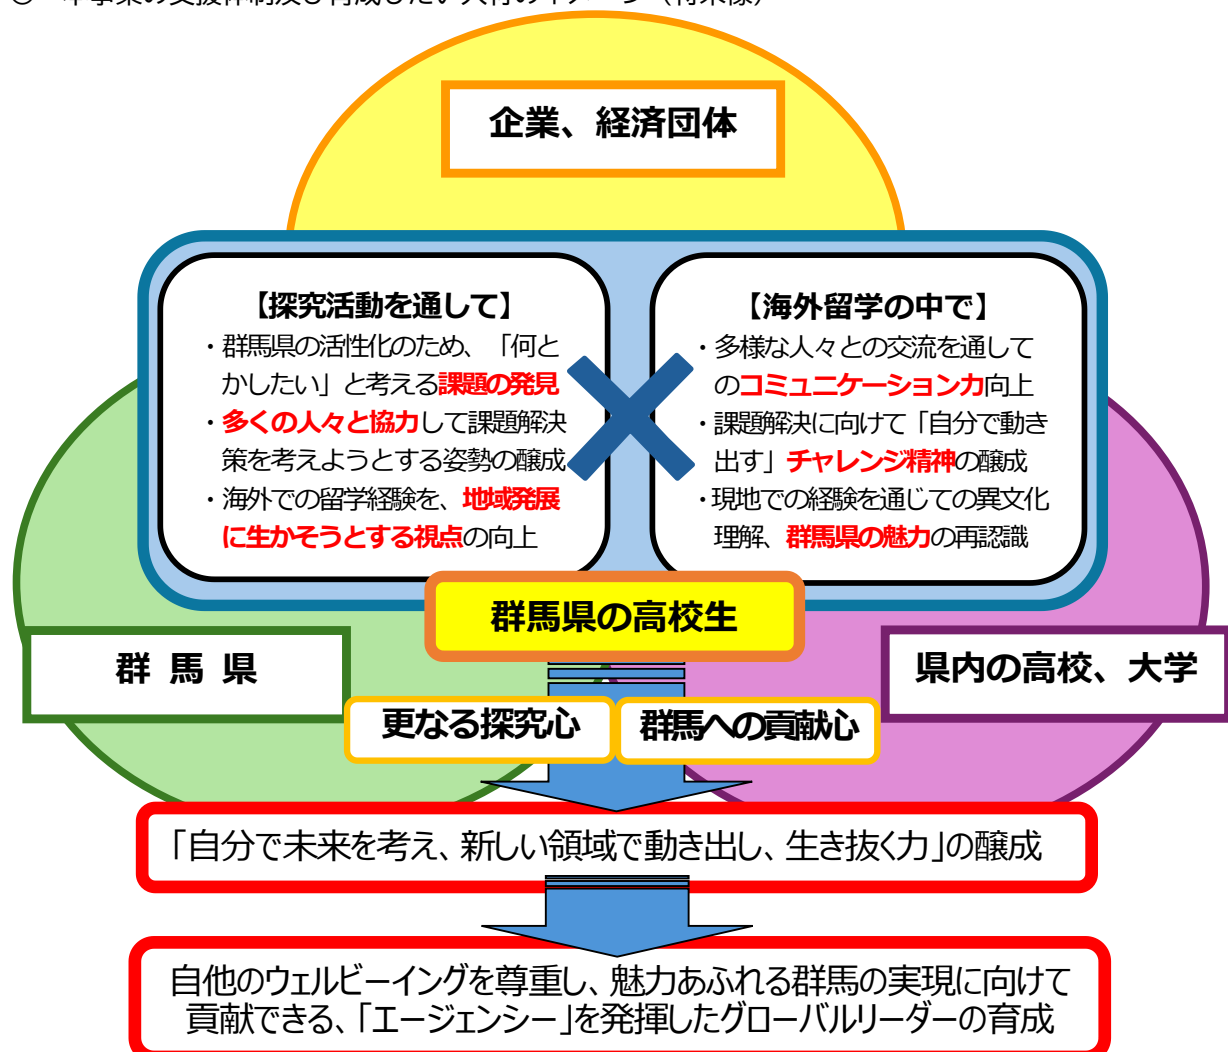 企業、経済団体
【探究活動を通して】
・群馬県の活性化のため、「何と
かしたい」と考える課題の発見
・多くの人々と協力して課題解決
策を考えようとする姿勢の醸成
・海外での留学経験を、地域発展
に生かそうとする視点の向上
【海外留学の中で】
・多様な人々との交流を通して
のコミュニケーション力向上
・課題解決に向けて「自分で動き
出す」チャレンジ精神の醸成
・現地での経験を通じての異文化
理解、群馬県の魅力の再認識
群馬県の高校生
群 馬 県
県内の高校、大学
更なる探究心
群馬への貢献心
「自分で未来を考え、新しい領域で動き出し、生き抜く力」の醸成
自他のウェルビーイングを尊重し、魅力あふれる群馬の実現に向けて
貢献できる、「エージェンシー」を発揮したグローバルリーダーの育成